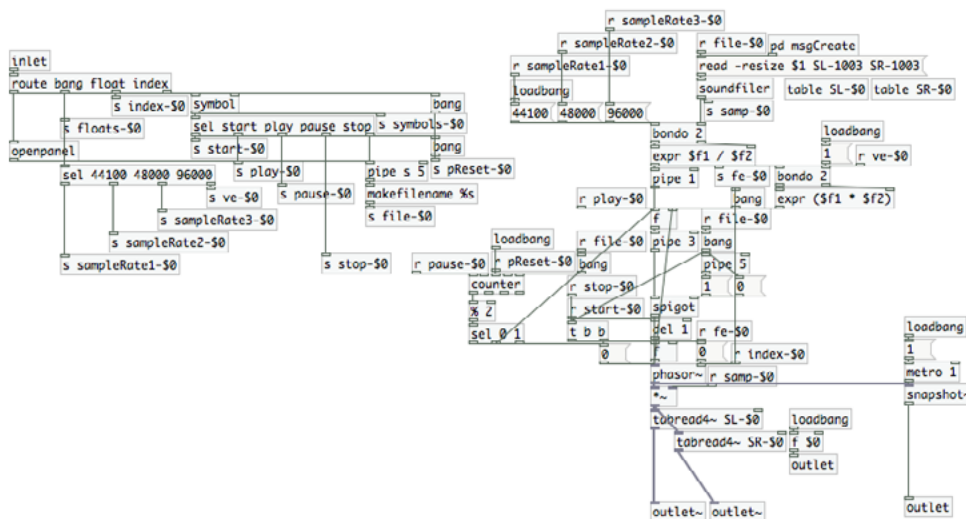 r sampleRate3-$0
r sampleRate2-$0
r file-$0
pd msgCreate
inlet
r sampleRate1-$0
read -resize $1 SL-1003 SR-1003
route bang float index
loadbang
soundfiler
table SL-$0
table SR-$0
s index-$0
symbol
bang
44100
48000
96000
s samp-$0
s floats-$0
sel start play pause stop
s symbols-$0
bondo 2
loadbang
s start-$0
bang
openpanel
expr $f1 / $f2
1
r ve-$0
sel 44100 48000 96000
s play-$0
pipe s 5
s pReset-$0
pipe 1
s fe-$0
bondo 2
s ve-$0
s pause-$0
makefilename %s
r play-$0
bang
expr ($f1 * $f2)
s sampleRate3-$0
s file-$0
f
r file-$0
s sampleRate2-$0
loadbang
r file-$0
pipe 3
bang
s sampleRate1-$0
s stop-$0
r pause-$0
r pReset-$0
bang
pipe 5
counter
r stop-$0
1
0
% 2
r start-$0
spigot
sel 0 1
t b b
del 1
r fe-$0
loadbang
0
f
0
r index-$0
1
phasor~
r samp-$0
metro 1
*~
snapshot~
tabread4~ SL-$0
loadbang
tabread4~ SR-$0
f $0
outlet
outlet~
outlet~
outlet